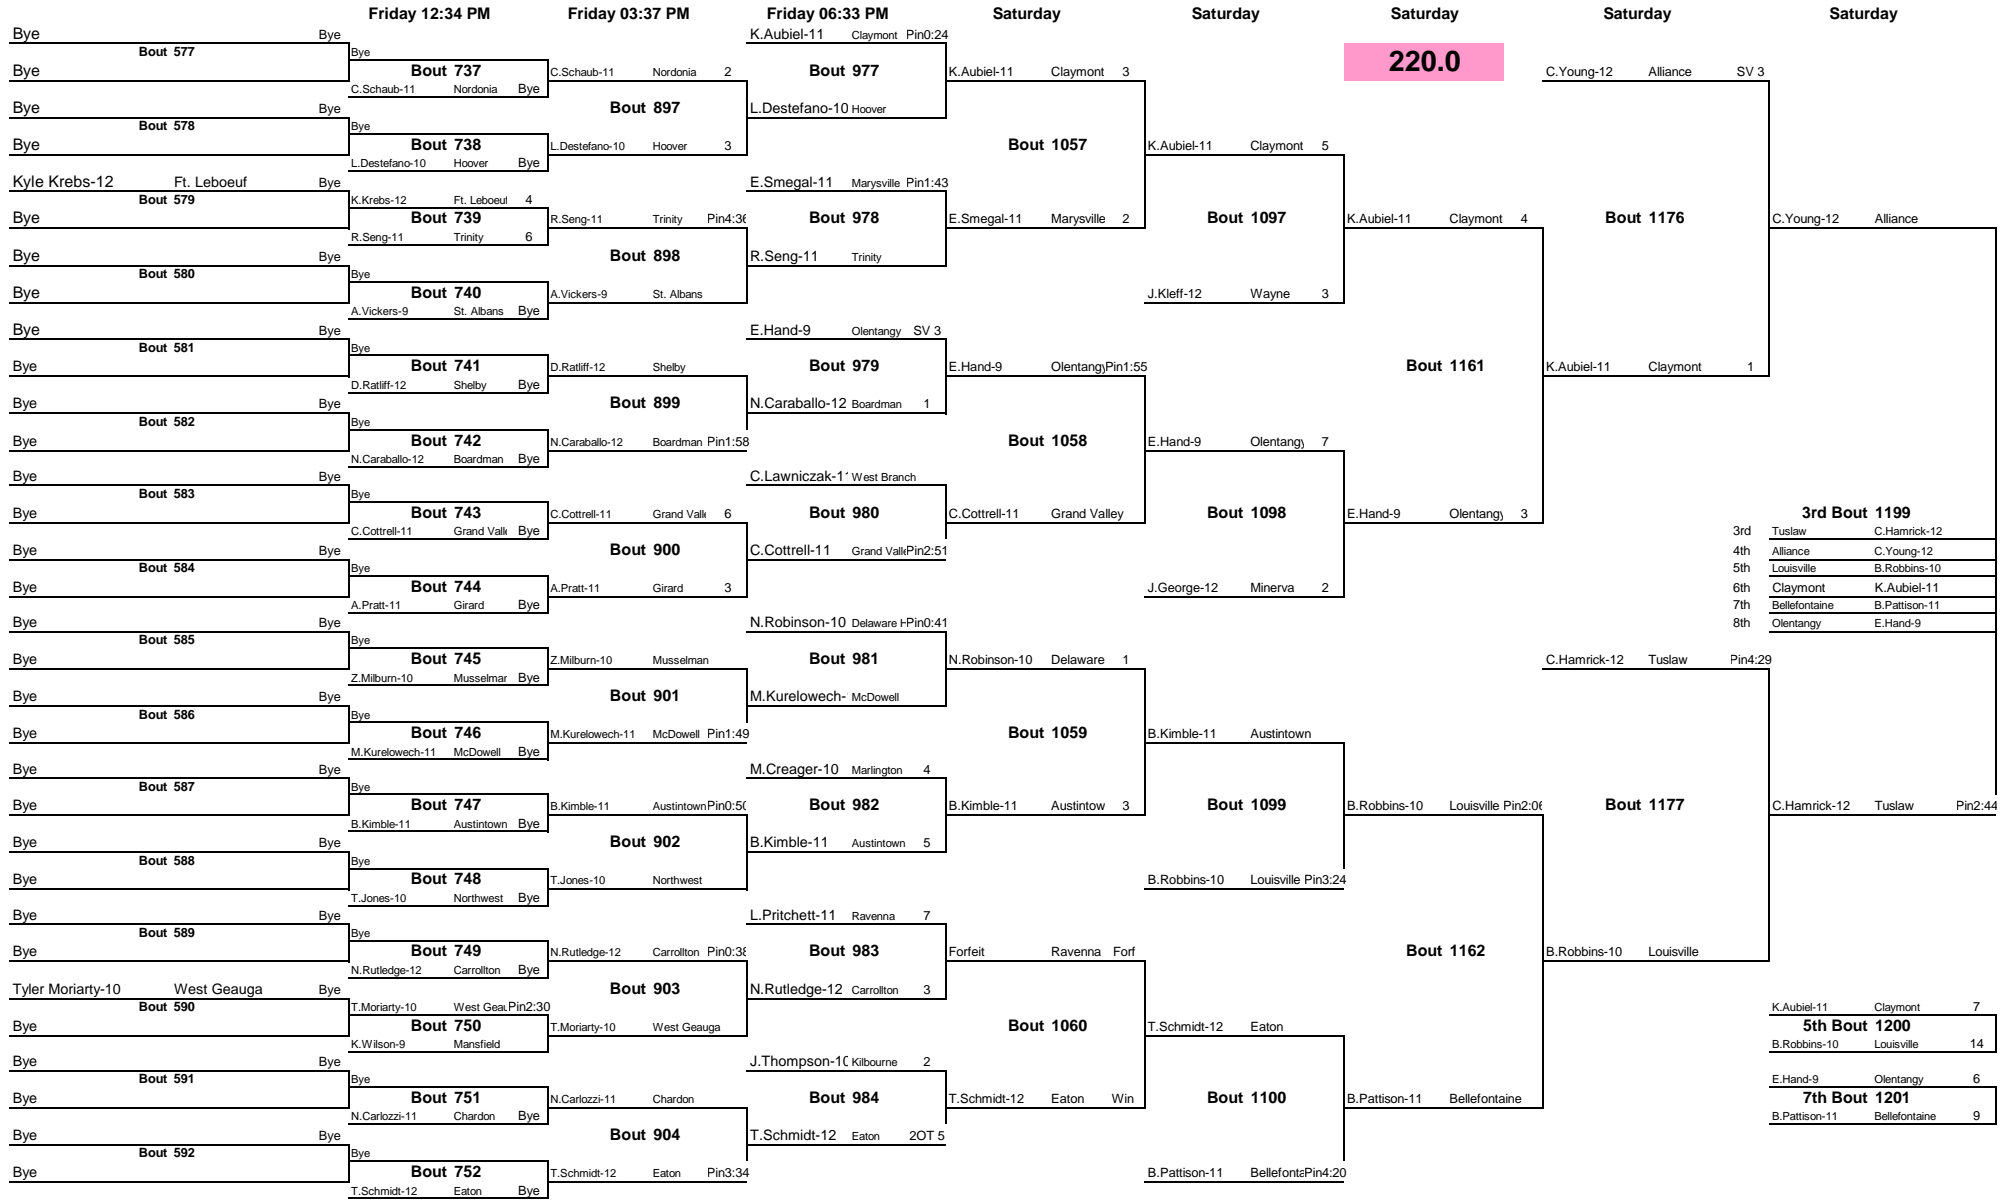 Friday 12:34 PM Friday 03:37 PM Friday 06:33 PM Saturday Saturday Saturday Saturday Saturday
220.0
Bye Bye
Bout 577
Bye
Bye Bye
Bout 578
Bye
Kyle Krebs-12 Ft. Leboeuf Bye
Bout 579
Bye
Bye Bye
Bout 580
Bye
Bye Bye
Bout 581
Bye
Bye Bye
Bout 582
Bye
Bye Bye
Bout 583
Bye
Bye Bye
Bout 584
Bye
Bye Bye
Bout 585
Bye
Bye Bye
Bout 586
Bye
Bye Bye
Bout 587
Bye
Bye Bye
Bout 588
Bye
Bye Bye
Bout 589
Bye
Tyler Moriarty-10 West Geauga Bye
Bout 590
Bye
Bye Bye
Bout 591
Bye
Bye Bye
Bout 592
Bye
Bye
Bout 737
C.Schaub-11 Nordonia Bye
Bye
Bout 738
L.Destefano-10 Hoover Bye
K.Krebs-12 Ft. Leboeuf 4
Bout 739
R.Seng-11 Trinity 6
Bye
Bout 740
A.Vickers-9 St. Albans Bye
Bye
Bout 741
D.Ratliff-12 Shelby Bye
Bye
Bout 742
N.Caraballo-12 Boardman Bye
Bye
Bout 743
C.Cottrell-11 Grand Valle Bye
Bye
Bout 744
A.Pratt-11 Girard Bye
Bye
Bout 745
Z.Milburn-10 Musselmar Bye
Bye
Bout 746
M.Kurelowech-11 McDowell Bye
Bye
Bout 747
B.Kimble-11 Austintown Bye
Bye
Bout 748
T.Jones-10 Northwest Bye
Bye
Bout 749
N.Rutledge-12 Carrollton Bye
T.Moriarty-10 West Geau Pin2:30
Bout 750
K.Wilson-9 Mansfield
Bye
Bout 751
N.Carlozzi-11 Chardon Bye
Bye
Bout 752
T.Schmidt-12 Eaton Bye
C.Schaub-11 Nordonia 2
Bout 897
L.Destefano-10 Hoover 3
R.Seng-11 Trinity Pin4:36
Bout 898
A.Vickers-9 St. Albans
D.Ratliff-12 Shelby
Bout 899
N.Caraballo-12 Boardman Pin1:58
C.Cottrell-11 Grand Valle 6
Bout 900
A.Pratt-11 Girard 3
Z.Milburn-10 Musselman
Bout 901
M.Kurelowech-11 McDowell Pin1:49
B.Kimble-11 Austintown Pin0:50
Bout 902
T.Jones-10 Northwest
N.Rutledge-12 Carrollton Pin0:38
Bout 903
T.Moriarty-10 West Geauga
N.Carlozzi-11 Chardon
Bout 904
T.Schmidt-12 Eaton Pin3:34
K.Aubiel-11 Claymont Pin0:24
Bout 977
L.Destefano-10 Hoover
E.Smegal-11 Marysville Pin1:43
Bout 978
R.Seng-11 Trinity
E.Hand-9 Olentangy SV 3
Bout 979
N.Caraballo-12 Boardman 1
C.Lawniczak-1 West Branch
Bout 980
C.Cottrell-11 Grand Valle Pin2:51
N.Robinson-10 Delaware H Pin0:41
Bout 981
M.Kurelowech- McDowell
M.Creager-10 Marlington 4
Bout 982
B.Kimble-11 Austintown 5
L.Pritchett-11 Ravenna 7
Bout 983
N.Rutledge-12 Carrollton 3
J.Thompson-10 Kilbourne 2
Bout 984
T.Schmidt-12 Eaton 2OT 5
K.Aubiel-11 Claymont 3
Bout 1057
E.Smegal-11 Marysville 2
E.Hand-9 Olentangy Pin1:55
Bout 1058
C.Cottrell-11 Grand Valley
N.Robinson-10 Delaware 1
Bout 1059
B.Kimble-11 Austintow 3
Forfeit Ravenna Forf
Bout 1060
T.Schmidt-12 Eaton Win
K.Aubiel-11 Claymont 5
Bout 1097
J.Kleff-12 Wayne 3
E.Hand-9 Olentangy 7
Bout 1098
J.George-12 Minerva 2
B.Kimble-11 Austintown
Bout 1099
B.Robbins-10 Louisville Pin3:24
T.Schmidt-12 Eaton
Bout 1100
B.Pattison-11 Bellefonta Pin4:20
K.Aubiel-11 Claymont 4
Bout 1161
E.Hand-9 Olentangy 3
B.Robbins-10 Louisville Pin2:06
Bout 1162
B.Pattison-11 Bellefontaine
C.Young-12 Alliance SV 3
Bout 1176
K.Aubiel-11 Claymont 1
C.Hamrick-12 Tuslaw Pin4:29
Bout 1177
B.Robbins-10 Louisville
C.Young-12 Alliance
3rd Bout 1199
3rd Tuslaw C.Hamrick-12
4th Alliance C.Young-12
5th Louisville B.Robbins-10
6th Claymont K.Aubiel-11
7th Bellefontaine B.Pattison-11
8th Olentangy E.Hand-9
C.Hamrick-12 Tuslaw Pin2:44
K.Aubiel-11 Claymont 7
5th Bout 1200
B.Robbins-10 Louisville 14
E.Hand-9 Olentangy 6
7th Bout 1201
B.Pattison-11 Bellefontaine 9